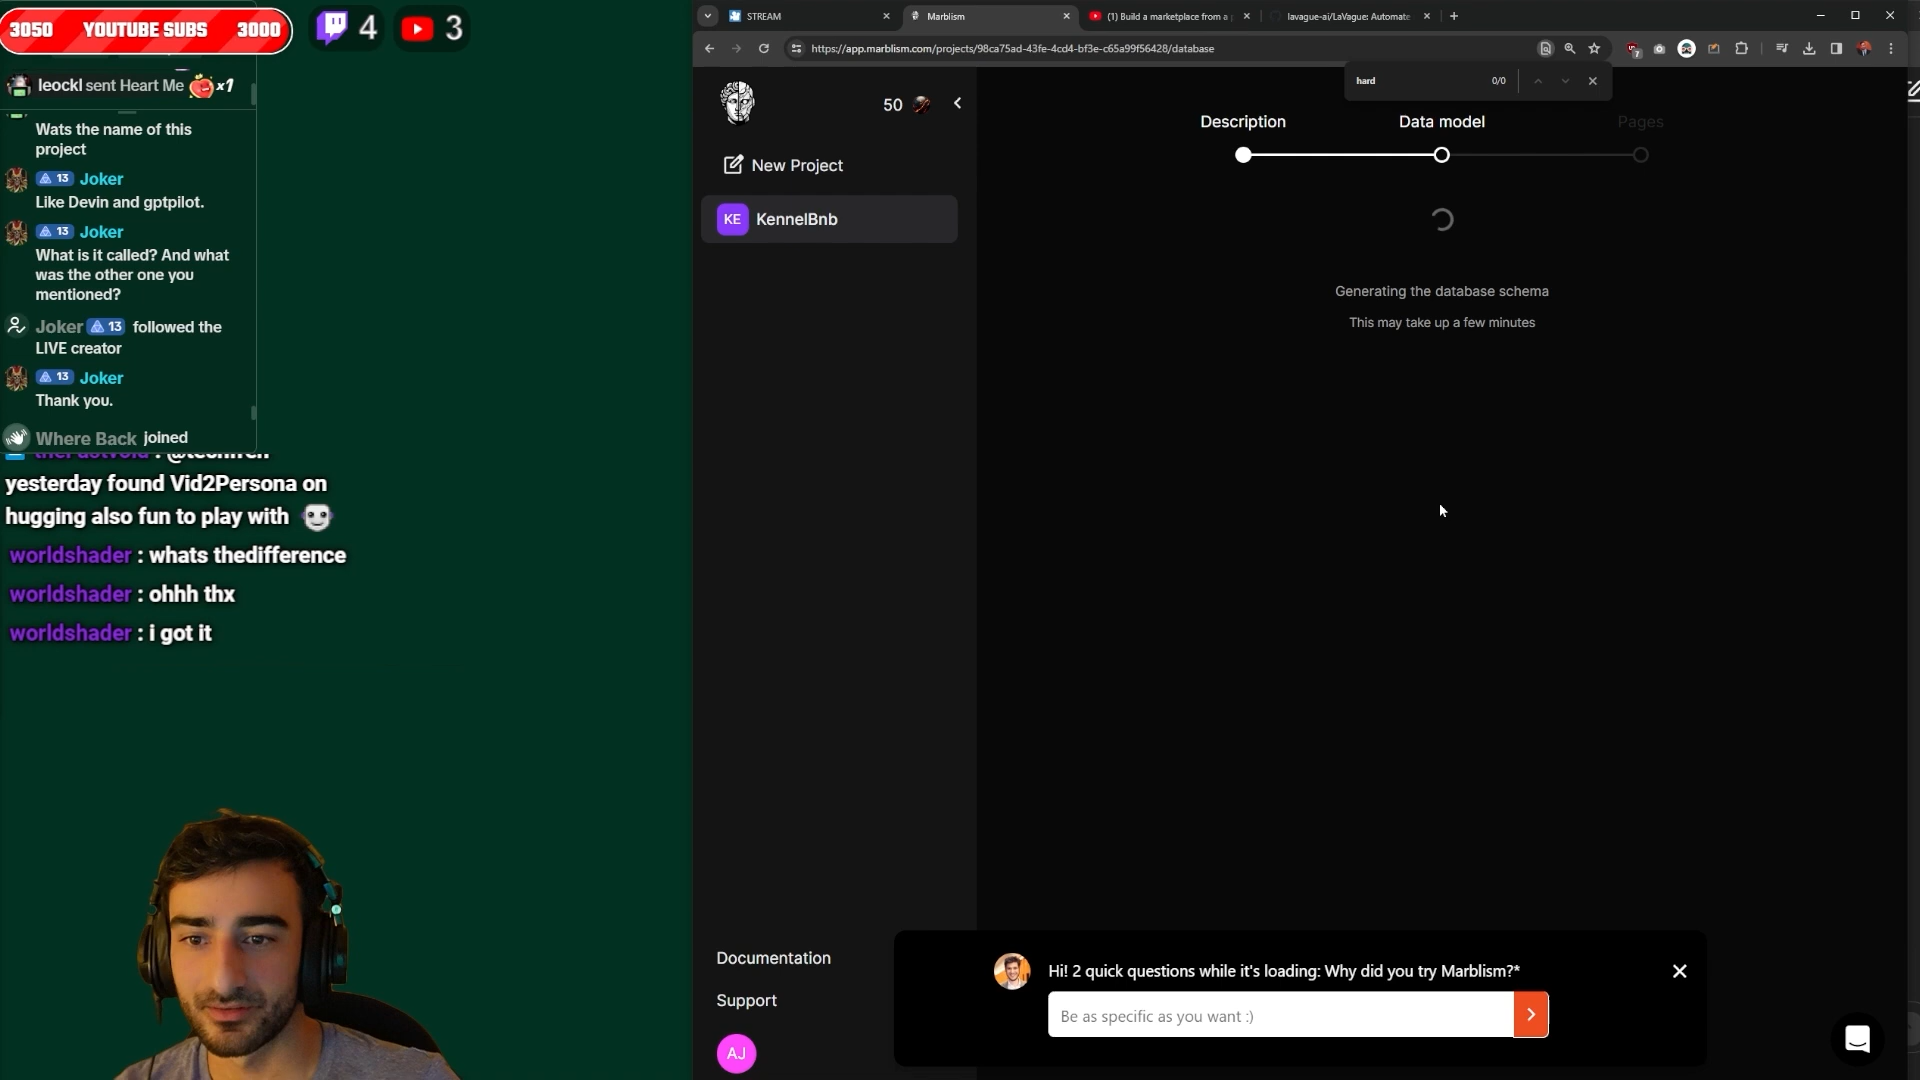 3050 YOUTUBE SUBS 3000
4
3
leockl sent Heart Me x1
Wats the name of this
project
13 Joker
Like Devin and gptpilot.
13 Joker
What is it called? And what
was the other one you
mentioned?
Joker 13 followed the
LIVE creator
13 Joker
Thank you.
Where Back joined
yesterday found Vid2Persona on
hugging also fun to play with
worldshader : whats thedifference
worldshader : ohhh thx
worldshader : i got it
STREAM
Marblism
(1) Build a marketplace from a
lavague-ai/LaVague: Automate
https://app.marblism.com/projects/98ca75ad-43fe-4cd4-bf3e-c65a99f56428/database
hard
0/0
50
New Project
KE KennelBnb
Description
Data model
Pages
Generating the database schema
This may take up a few minutes
Documentation
Support
AJ
Hi! 2 quick questions while it's loading: Why did you try Marblism?*
Be as specific as you want :)